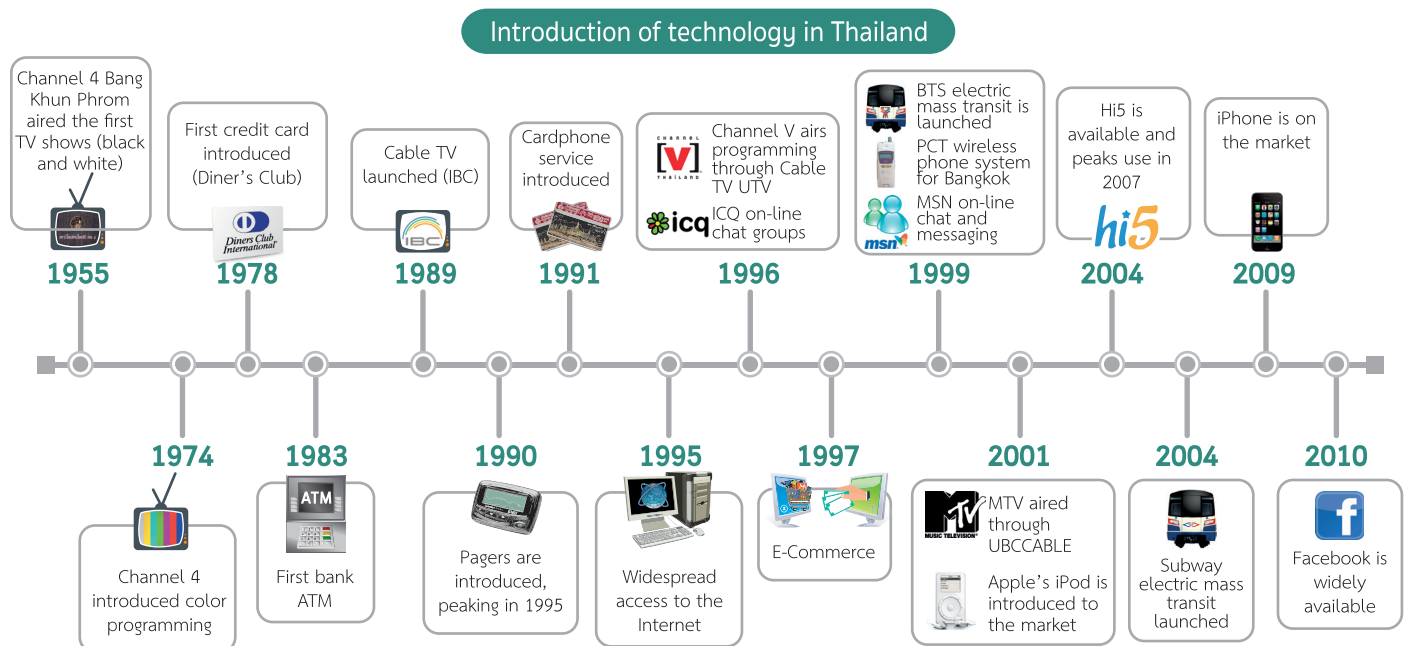 Introduction of technology in Thailand
Channel 4 Bang
Khun Phrom
aired the first
TV shows (black
and white)
1955
First credit card
introduced
(Diner's Club)
Diners Club
International®
1978
Cable TV
launched (IBC)
IBC
1989
Cardphone
service
introduced
1991
CHANNEL
[V]
THAILAND
Channel V airs
programming
through Cable
TV UTV
icq
ICQ on-line
chat groups
1996
BTS electric
mass transit is
launched
PCT wireless
phone system
for Bangkok
MSN on-line
chat and
messaging
msn
1999
Hi5 is
available and
peaks use in
2007
hi5
2004
iPhone is on
the market
2009
1974
Channel 4
introduced color
programming
1983
ATM
First bank
ATM
1990
Pagers are
introduced,
peaking in 1995
1995
Widespread
access to the
Internet
1997
E-Commerce
2001
MTV
MUSIC TELEVISION®
MTV aired
through
UBCCABLE
Apple's iPod is
introduced to
the market
2004
Subway
electric mass
transit
launched
2010
f
Facebook is
widely
available